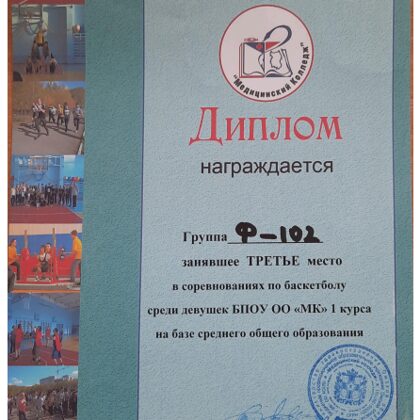 "Медицинский Колледж"
Диплом
награждается
Группа Ф-102
занявшее ТРЕТЬЕ место
в соревнованиях по баскетболу
среди девушек БПОУ ОО «МК» 1 курса
на базе среднего общего образования